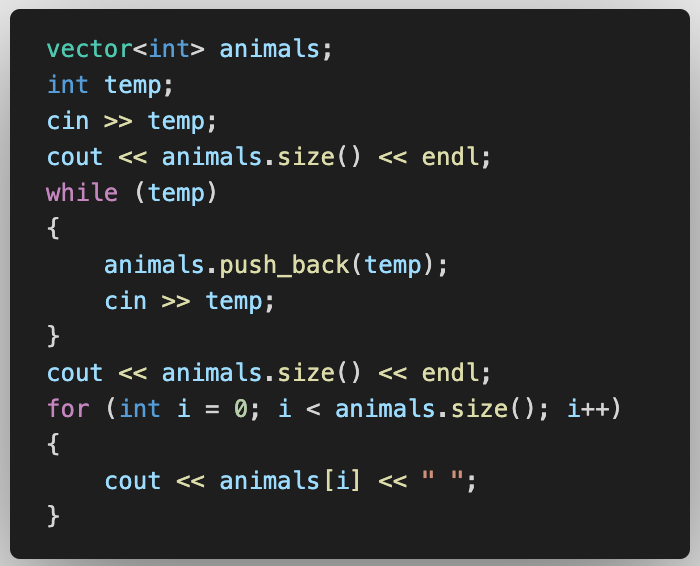 vector<int> animals;
int temp;
cin >> temp;
cout << animals.size() << endl;
while (temp)
{
    animals.push_back(temp);
    cin >> temp;
}
cout << animals.size() << endl;
for (int i = 0; i < animals.size(); i++)
{
    cout << animals[i] << " ";
}